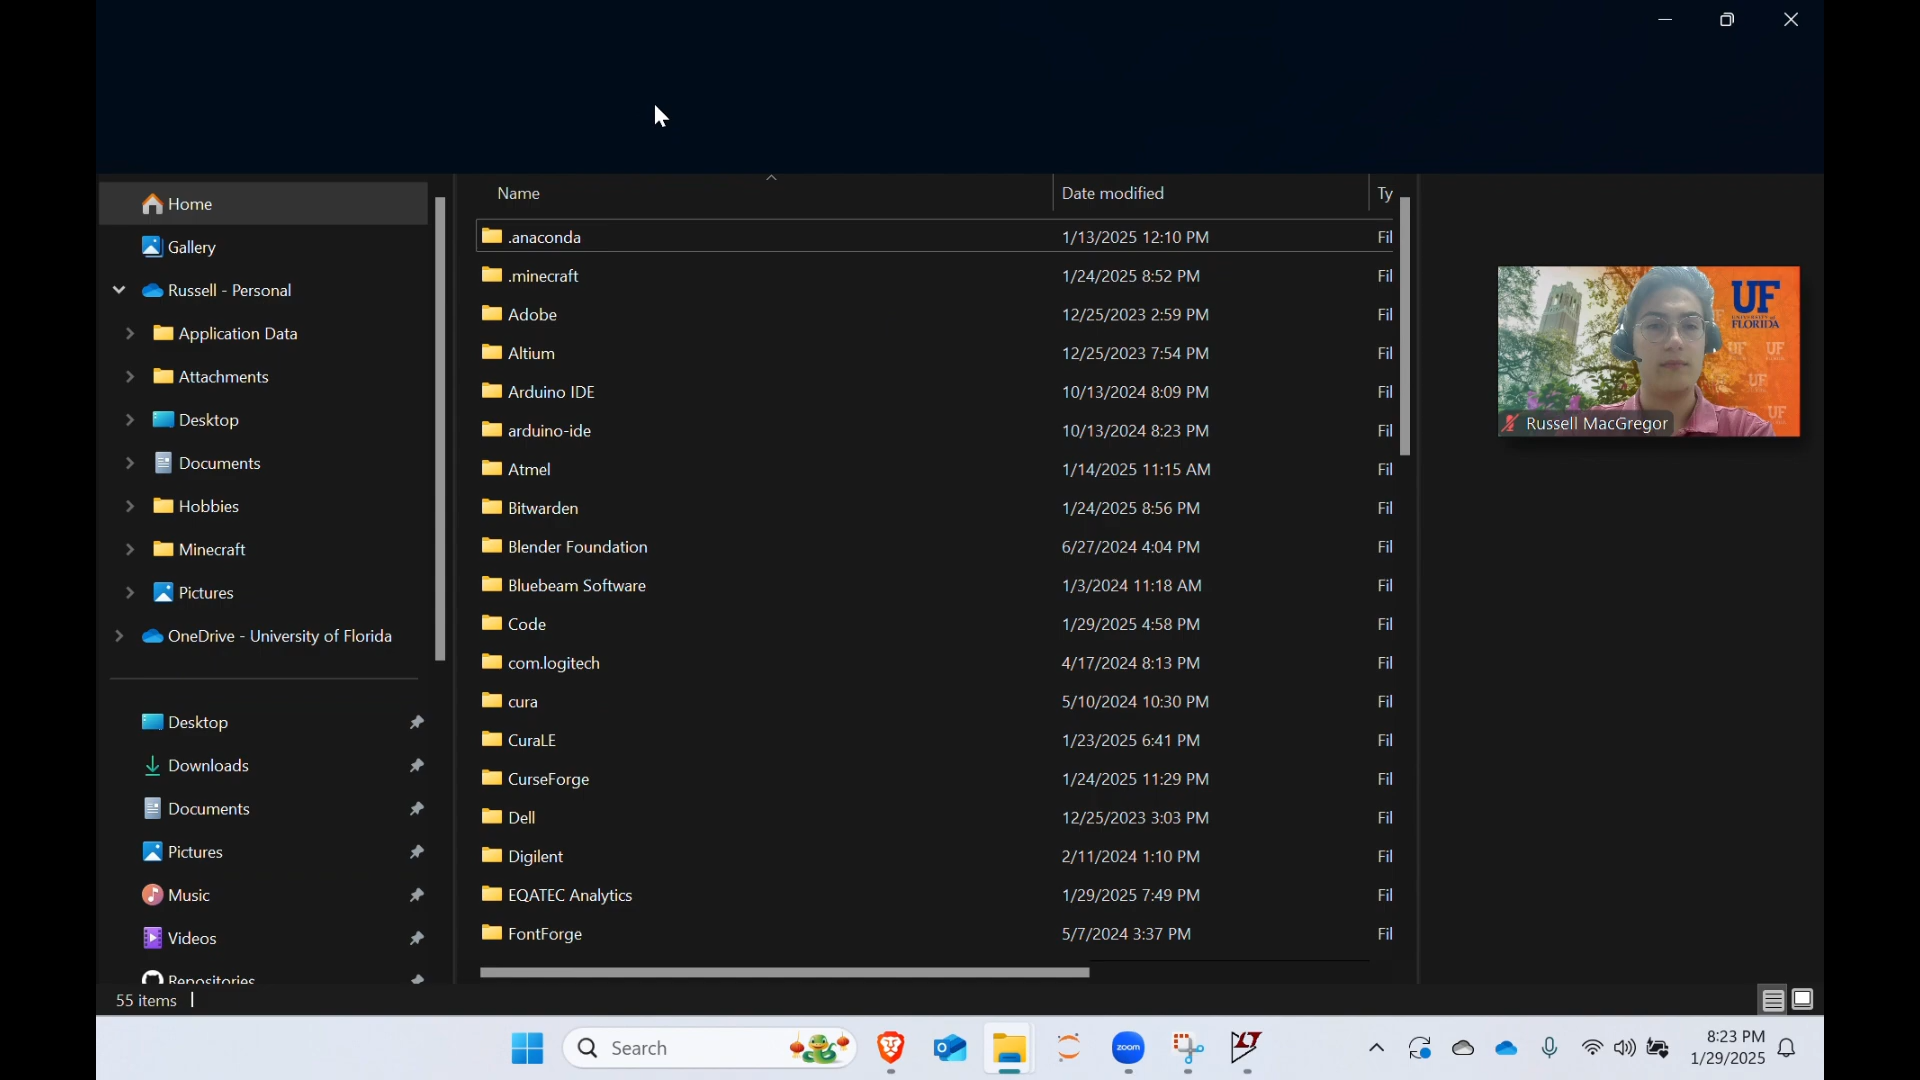 Name Date modified Ty
Home
Gallery
Russell - Personal
Application Data
Attachments
Desktop
Documents
Hobbies
Minecraft
Pictures
OneDrive - University of Florida
Desktop
Downloads
Documents
Pictures
Music
Videos
Repositories
.anaconda 1/13/2025 12:10 PM Fil
.minecraft 1/24/2025 8:52 PM Fil
Adobe 12/25/2023 2:59 PM Fil
Altium 12/25/2023 7:54 PM Fil
Arduino IDE 10/13/2024 8:09 PM Fil
arduino-ide 10/13/2024 8:23 PM Fil
Atmel 1/14/2025 11:15 AM Fil
Bitwarden 1/24/2025 8:56 PM Fil
Blender Foundation 6/27/2024 4:04 PM Fil
Bluebeam Software 1/3/2024 11:18 AM Fil
Code 1/29/2025 4:58 PM Fil
com.logitech 4/17/2024 8:13 PM Fil
cura 5/10/2024 10:30 PM Fil
CuraLE 1/23/2025 6:41 PM Fil
CurseForge 1/24/2025 11:29 PM Fil
Dell 12/25/2023 3:03 PM Fil
Digilent 2/11/2024 1:10 PM Fil
EQATEC Analytics 1/29/2025 7:49 PM Fil
FontForge 5/7/2024 3:37 PM Fil
UF
UNIVERSITY of
FLORIDA
UF UF
UF
UF
Russell MacGregor
55 items
Search
zoom
8:23 PM
1/29/2025